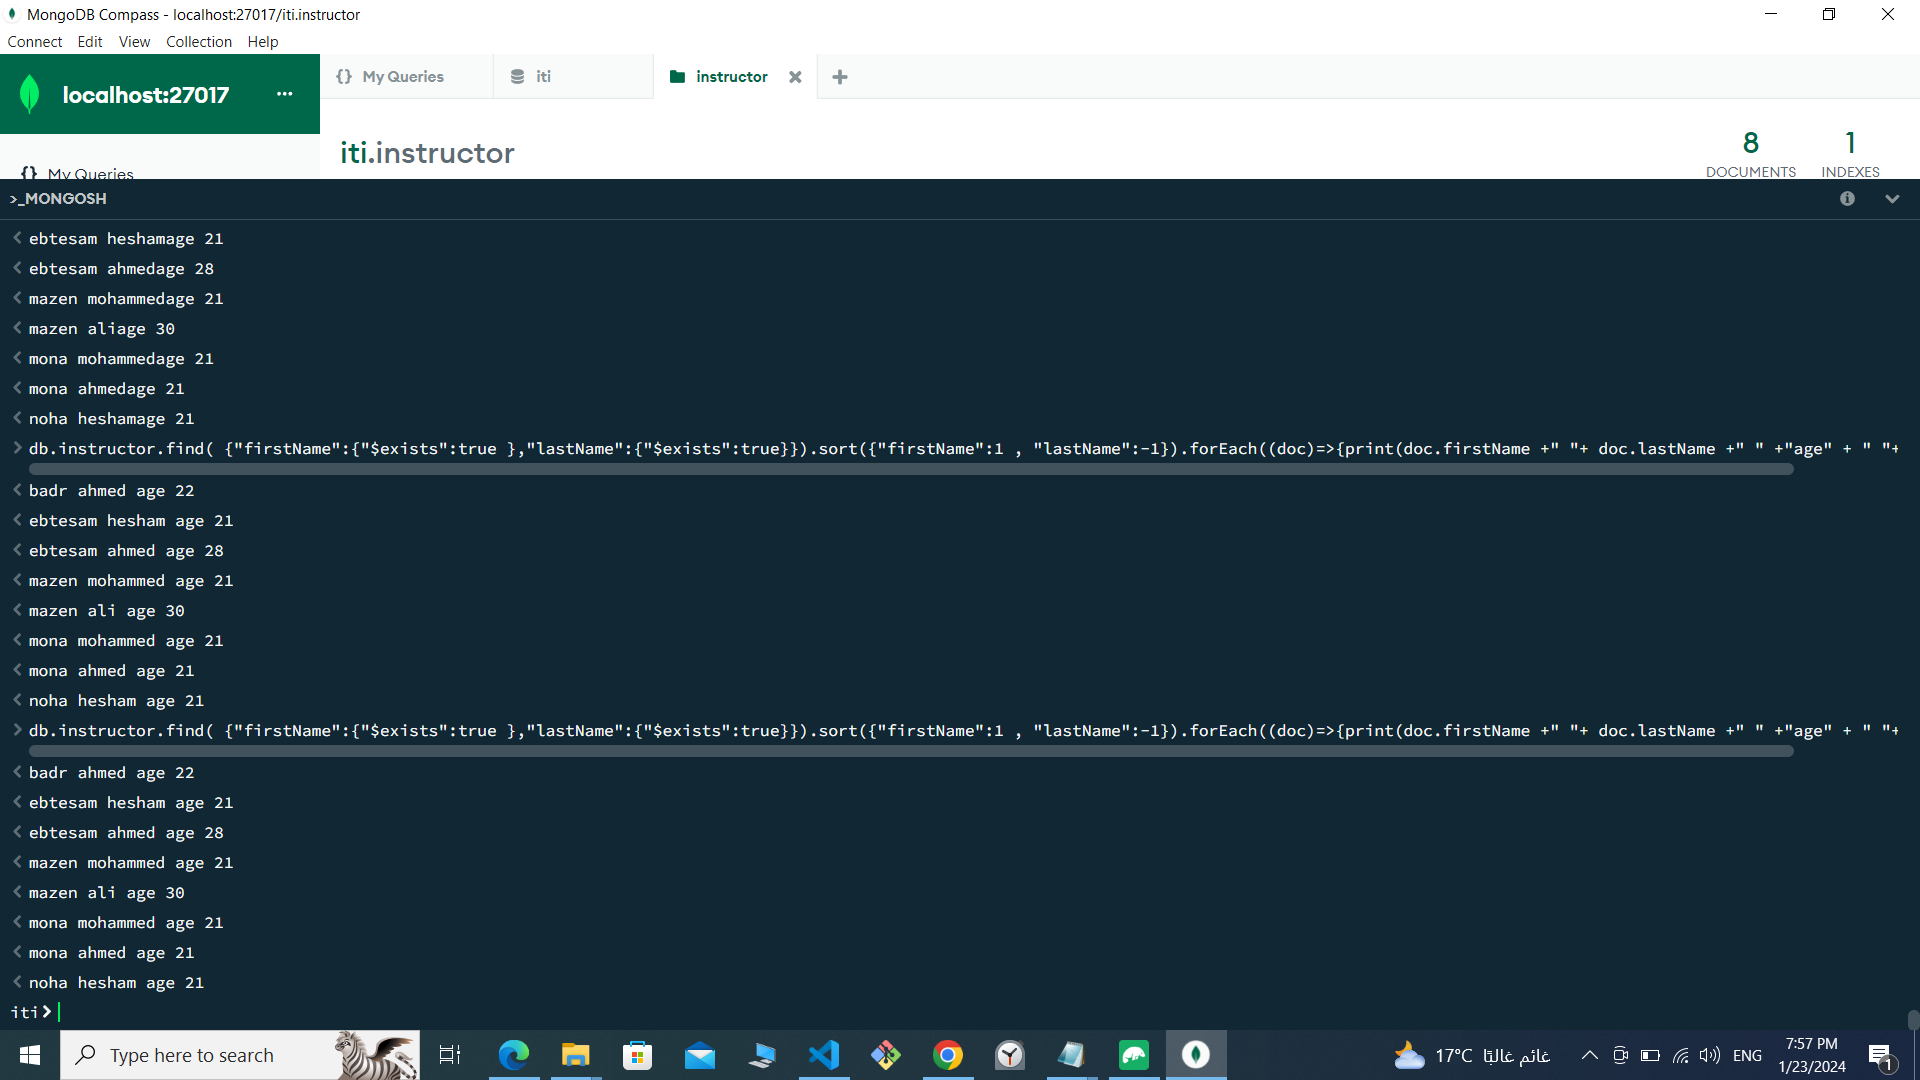 MongoDB Compass - localhost:27017/iti.instructor
Connect Edit View Collection Help
localhost:27017 ...
{} My Queries iti instructor
iti.instructor
8 1
DOCUMENTS INDEXES
{} My Queries
>_MONGOSH
< ebtesam heshamage 21
< ebtesam ahmedage 28
< mazen mohammedage 21
< mazen aliage 30
< mona mohammedage 21
< mona ahmedage 21
< noha heshamage 21
> db.instructor.find( {"firstName":{"$exists":true },"lastName":{"$exists":true}}).sort({"firstName":1 , "lastName":-1}).forEach((doc)=>{print(doc.firstName +" "+ doc.lastName +" " +"age" + " "+
< badr ahmed age 22
< ebtesam hesham age 21
< ebtesam ahmed age 28
< mazen mohammed age 21
< mazen ali age 30
< mona mohammed age 21
< mona ahmed age 21
< noha hesham age 21
> db.instructor.find( {"firstName":{"$exists":true },"lastName":{"$exists":true}}).sort({"firstName":1 , "lastName":-1}).forEach((doc)=>{print(doc.firstName +" "+ doc.lastName +" " +"age" + " "+
< badr ahmed age 22
< ebtesam hesham age 21
< ebtesam ahmed age 28
< mazen mohammed age 21
< mazen ali age 30
< mona mohammed age 21
< mona ahmed age 21
< noha hesham age 21
iti>
Type here to search
17°C غائم غالبًا
ENG
7:57 PM
1/23/2024
1